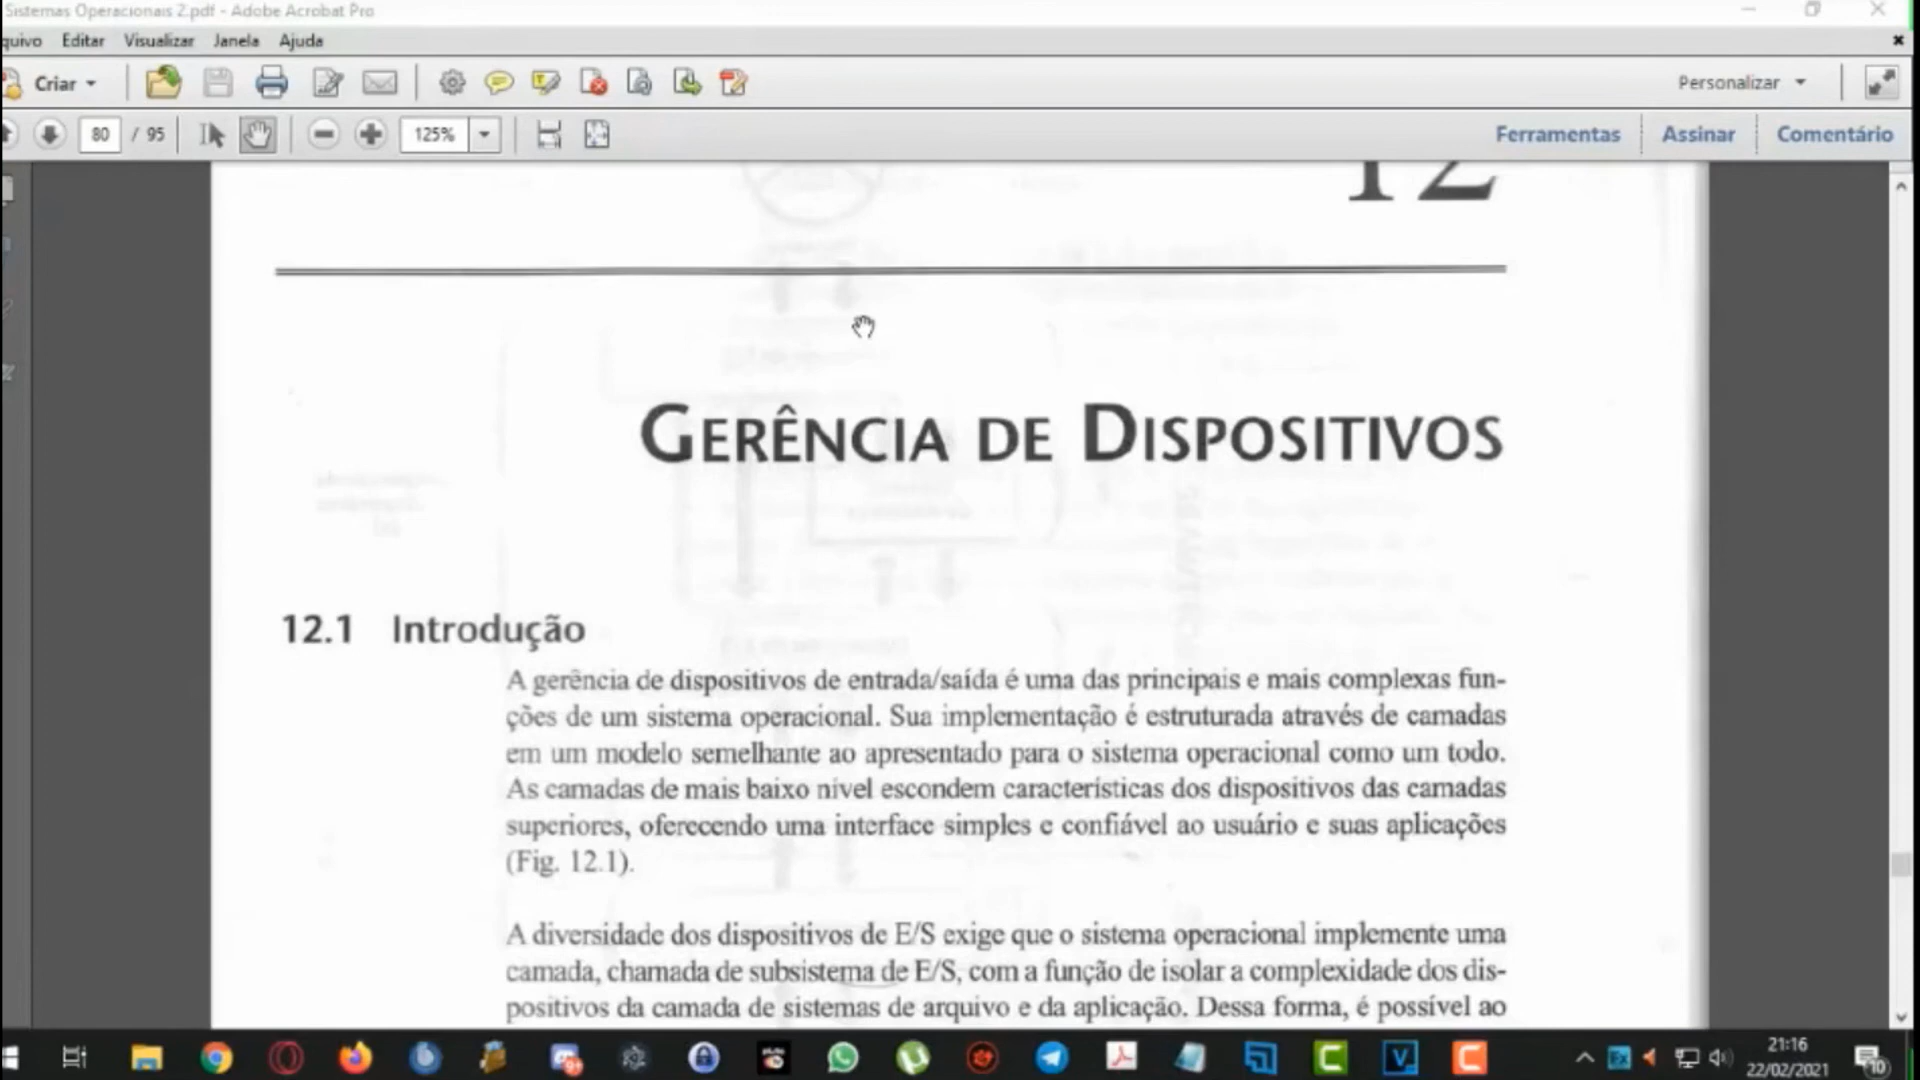 Sistemas Operacionais 2.pdf - Adobe Acrobat Pro
quivo Editar Visualizar Janela Ajuda
Criar
Personalizar
80 / 95
125%
Ferramentas
Assinar
Comentário
12
GERÊNCIA DE DISPOSITIVOS
12.1 Introdução
A gerência de dispositivos de entrada/saída é uma das principais e mais complexas fun-
ções de um sistema operacional. Sua implementação é estruturada através de camadas
em um modelo semelhante ao apresentado para o sistema operacional como um todo.
As camadas de mais baixo nível escondem características dos dispositivos das camadas
superiores, oferecendo uma interface simples e confiável ao usuário e suas aplicações
(Fig. 12.1).
A diversidade dos dispositivos de E/S exige que o sistema operacional implemente uma
camada, chamada de subsistema de E/S, com a função de isolar a complexidade dos dis-
positivos da camada de sistemas de arquivo e da aplicação. Dessa forma, é possível ao
21:16
22/02/2021
10